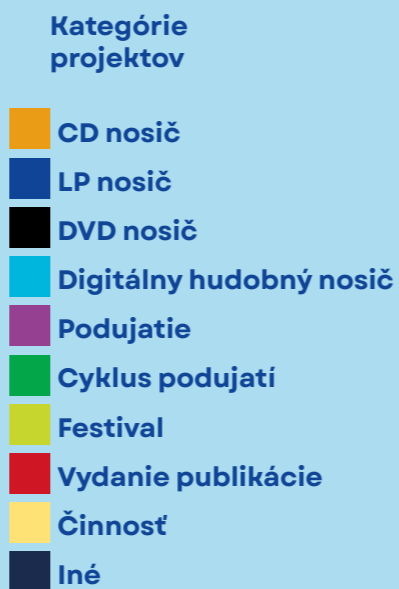 Kategórie
projektov
CD nosič
LP nosič
DVD nosič
Digitálny hudobný nosič
Podujatie
Cyklus podujatí
Festival
Vydanie publikácie
Činnosť
Iné